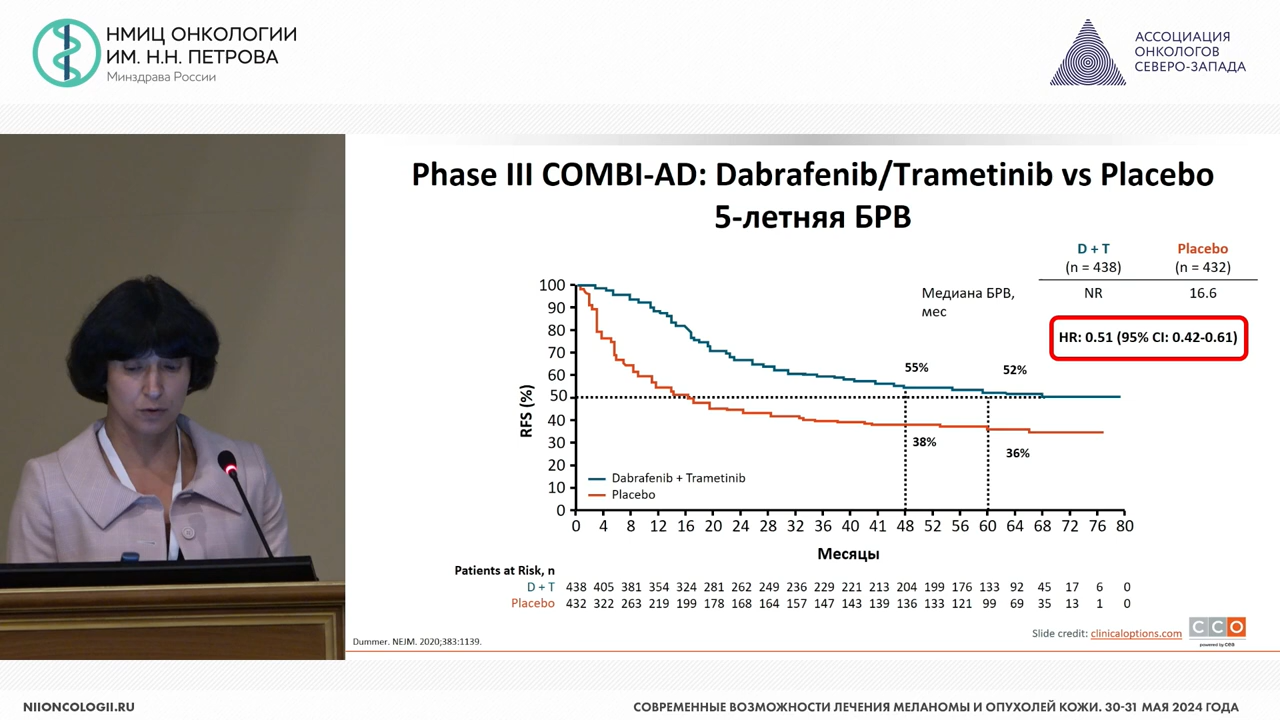 НМИЦ ОНКОЛОГИИ
ИМ. Н.Н. ПЕТРОВА
Минздрава России
АССОЦИАЦИЯ
ОНКОЛОГОВ
СЕВЕРО-ЗАПАДА
Phase III COMBI-AD: Dabrafenib/Trametinib vs Placebo
5-летняя БРВ
D + T Placebo
(n = 438) (n = 432)
Медиана БРВ,
мес
NR 16.6
HR: 0.51 (95% CI: 0.42-0.61)
RFS (%)
100
90
80
70
60
50
40
30
20
10
0
55%
52%
38%
36%
Dabrafenib + Trametinib
Placebo
0 4 8 12 16 20 24 28 32 36 40 41 48 52 56 60 64 68 72 76 80
Месяцы
Patients at Risk, n
D + T 438 405 381 354 324 281 262 249 236 229 221 213 204 199 176 133 92 45 17 6 0
Placebo 432 322 263 219 199 178 168 164 157 147 143 139 136 133 121 99 69 35 13 1 0
Slide credit: clinicaloptions.com
CCO
powered by cea
Dummer. NEJM. 2020;383:1139.
NIIONCOLOGII.RU
СОВРЕМЕННЫЕ ВОЗМОЖНОСТИ ЛЕЧЕНИЯ МЕЛАНОМЫ И ОПУХОЛЕЙ КОЖИ. 30-31 МАЯ 2024 ГОДА